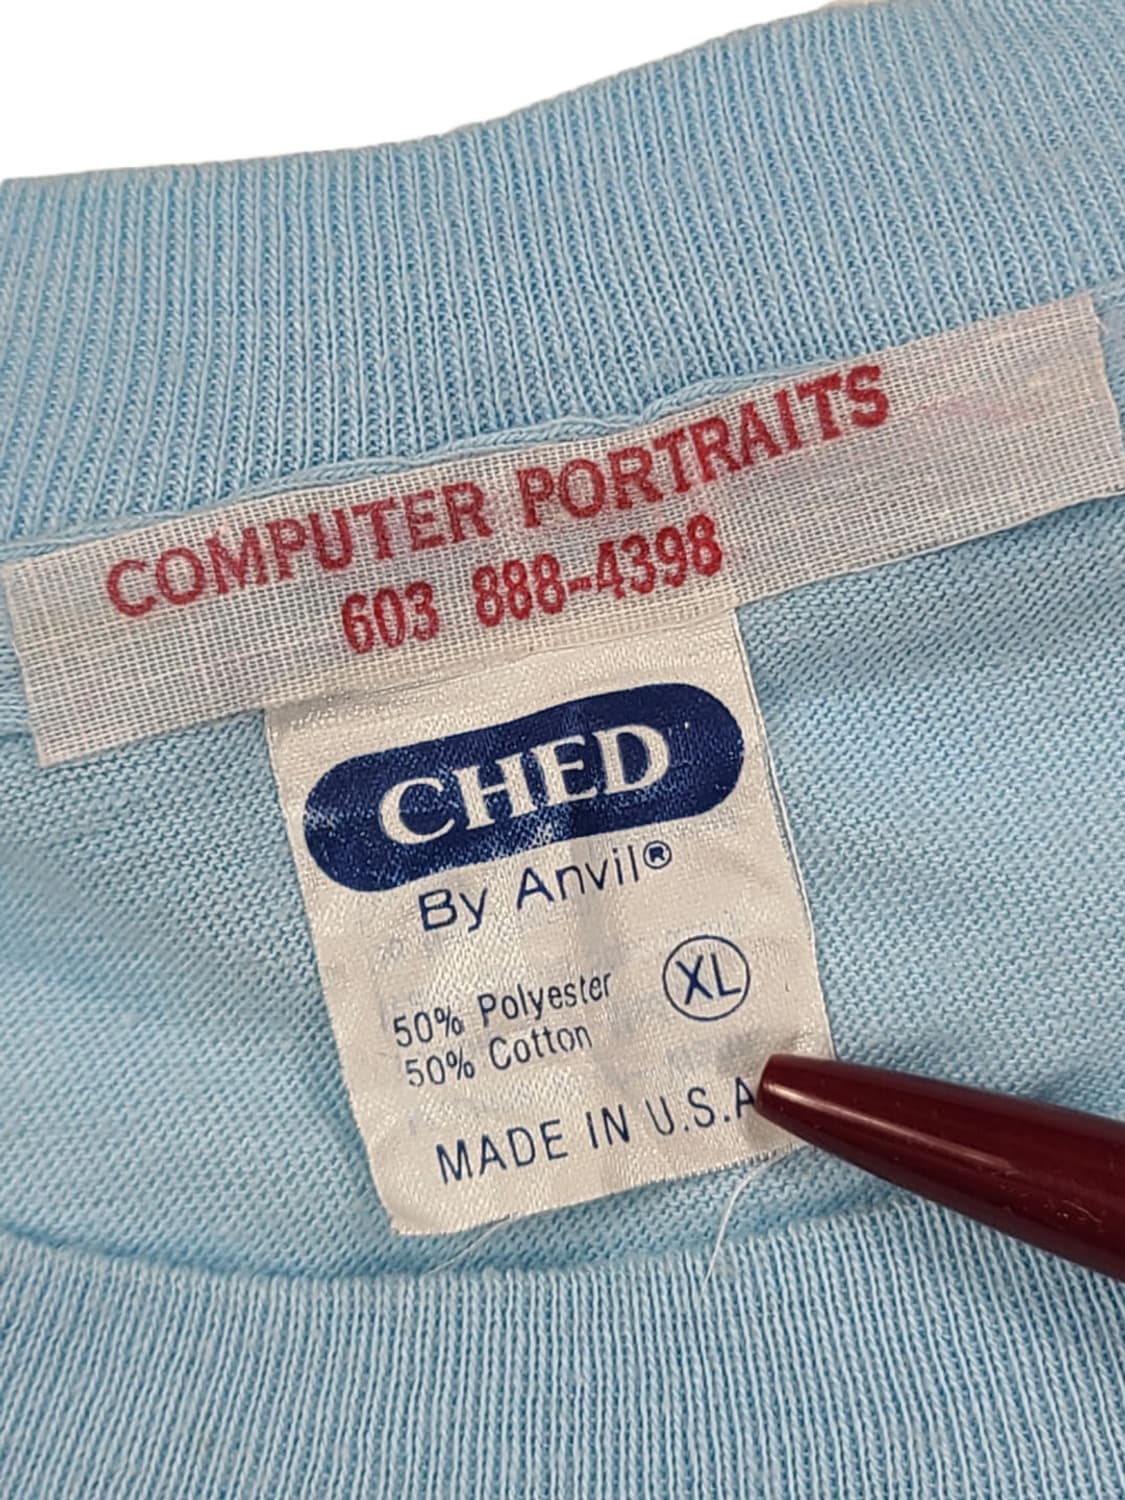 COMPUTER PORTRAITS
603 888-4398
CHED
By Anvil®
50% Polyester
50% Cotton
XL
MADE IN U.S.A